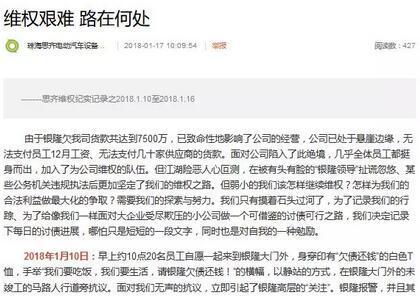 维权艰难 路在何处
珠海思齐电动汽车设备... 2018-01-17 10:09:54 举报 阅读数：427
--------思齐维权纪实记录之2018.1.10至2018.1.16
由于银隆欠我司货款共达到7500万，已致命地影响了公司的经营，公司已处于悬崖边缘，无
法支付员工12月工资、无法支付几十家供应商的货款。面对公司陷入了此绝境，几乎全体员工都挺
身而出，加入了为公司维权的队伍。但江湖险恶人心叵测，在被有头有脸的“银隆领导”扯谎忽悠、某
些公务机关违规执法后更加坚定了我们的维权之路。但弱小的我们该怎样继续维权？怎样为我们的合
法利益做最大化的争取？需要我们的探索与努力。我们只有摸着石头过河了，为了记录我们的行
踪、为了给像我们一样面对大企业受尽欺压的小公司做一个可借鉴的讨债可行之路，我们决定记录
下每日的讨债进展，哪怕只是短短的一段文字，同时也是对自我的一种勉励。
2018年1月10日：早上约10点20名员工自愿一起来到银隆大门外，身穿印有“欠债还钱”的白色T
恤，手举‘我们要吃饭，我们要生活，请银隆欠债还钱！’的横幅，以静站的方式，在银隆大门外的未
竣工的马路人行道旁抗议。面对我们无声的抗议，立即引起了银隆高层的“关注”。银隆报警，并且其